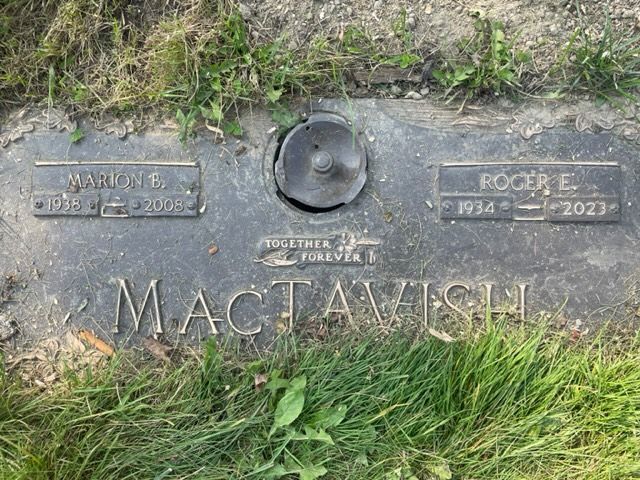 MARION B.
1938 2008
ROGER E.
1934 2023
TOGETHER
FOREVER
MACTAVISH